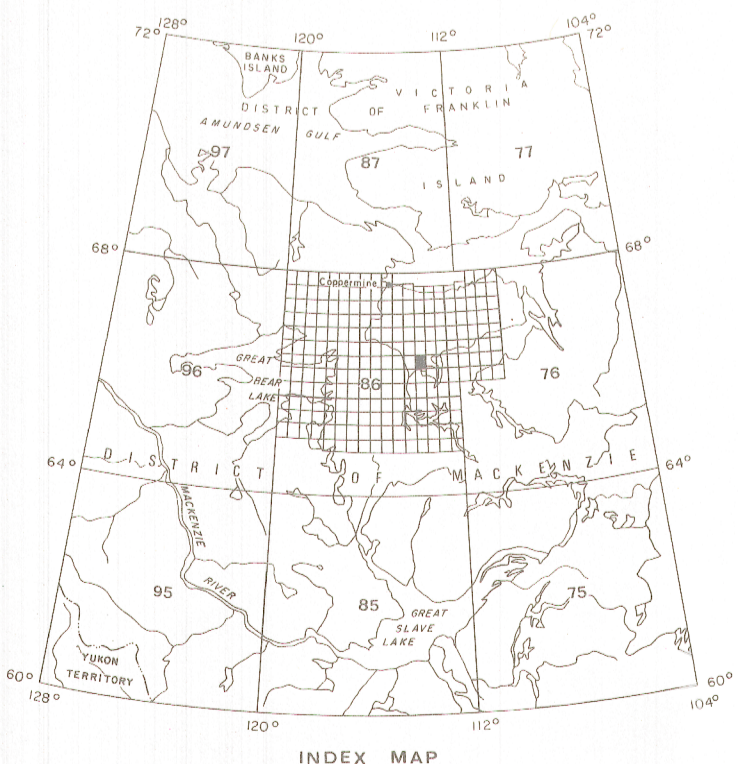 128°
72°
120°
112°
104°
72°
BANKS
ISLAND
VICTORIA
DISTRICT OF FRANKLIN
AMUNDSEN GULF
97
87
77
ISLAND
68°
68°
Coppermine
GREAT
BEAR
LAKE
96
86
76
DISTRICT OF MACKENZIE
64°
64°
MACKENZIE
RIVER
95
85
75
GREAT
SLAVE
LAKE
YUKON
TERRITORY
60°
128°
120°
112°
60°
104°
INDEX MAP